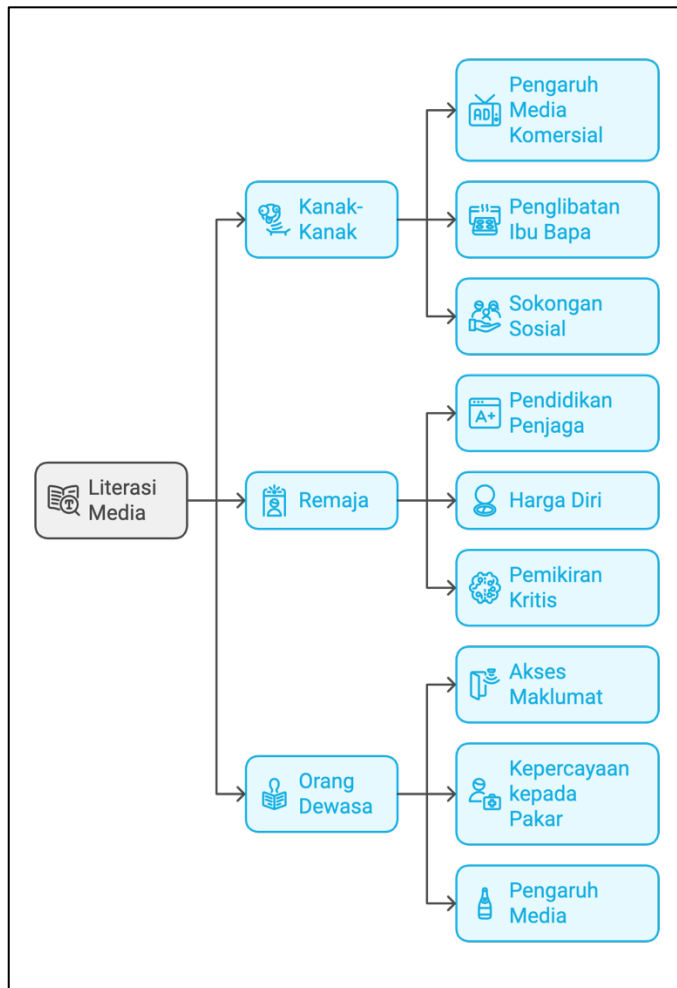 Literasi
Media
Kanak-
Kanak
Pengaruh
Media
Komersial
AD
Penglibatan
Ibu Bapa
Sokongan
Sosial
Remaja
Pendidikan
Penjaga
A+
Harga Diri
Pemikiran
Kritis
Orang
Dewasa
Akses
Maklumat
Kepercayaan
kepada
Pakar
Pengaruh
Media